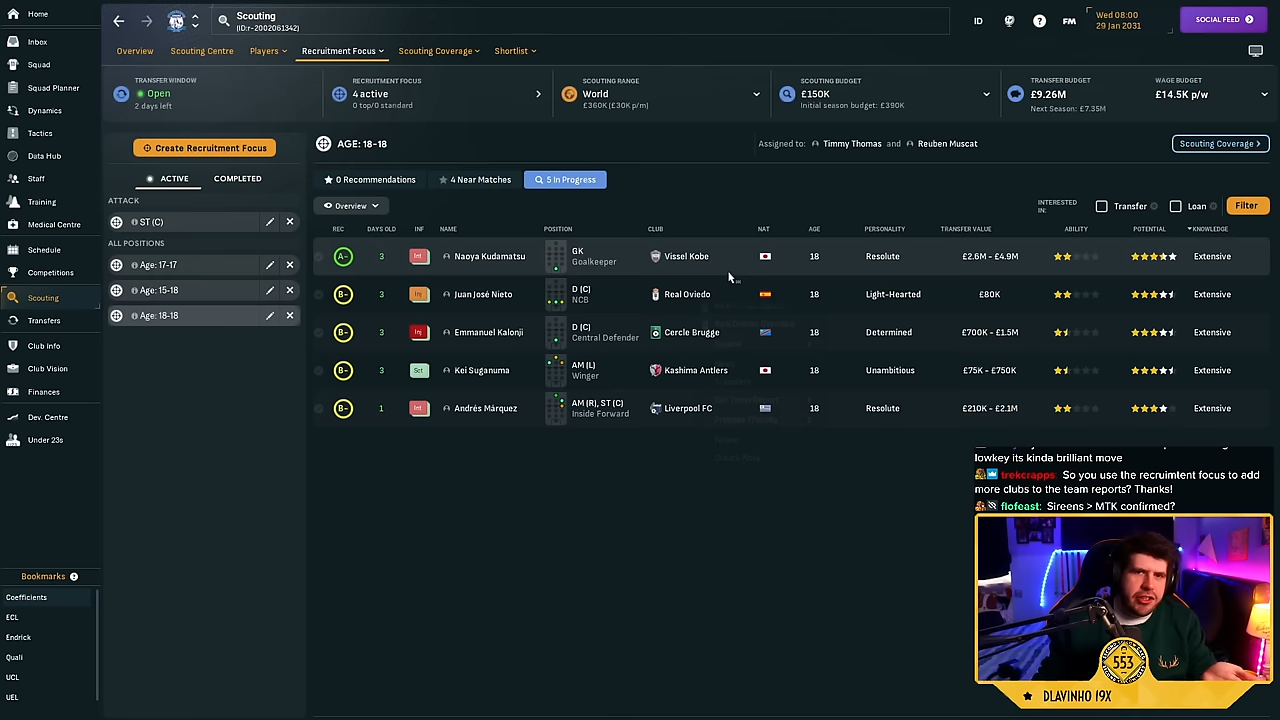 Home
Scouting
(ID:r-2002061342)
ID
FM
Wed 08:00
29 Jan 2031
SOCIAL FEED
Inbox
Squad
Squad Planner
Dynamics
Tactics
Data Hub
Staff
Training
Medical Centre
Schedule
Competitions
Scouting
Transfers
Club Info
Club Vision
Finances
Dev. Centre
Under 23s
Bookmarks
Coefficients
ECL
Endrick
Quali
UCL
UEL
Overview
Scouting Centre
Players
Recruitment Focus
Scouting Coverage
Shortlist
TRANSFER WINDOW
Open
2 days left
RECRUITMENT FOCUS
4 active
0 top/0 standard
SCOUTING RANGE
World
£360K (£30K p/m)
SCOUTING BUDGET
£150K
Initial season budget: £390K
TRANSFER BUDGET
£9.26M
Next Season: £7.35M
WAGE BUDGET
£14.5K p/w
Create Recruitment Focus
ACTIVE
COMPLETED
ATTACK
ST (C)
ALL POSITIONS
Age: 17-17
Age: 15-18
Age: 18-18
AGE: 18-18
Assigned to: Timmy Thomas and Reuben Muscat
Scouting Coverage >
0 Recommendations
4 Near Matches
5 In Progress
Overview
INTERESTED IN:
Transfer
Loan
Filter
REC DAYS OLD INF NAME POSITION CLUB NAT AGE PERSONALITY TRANSFER VALUE ABILITY POTENTIAL KNOWLEDGE
A- 3 Int Naoya Kudamatsu GK Goalkeeper Vissel Kobe 18 Resolute £2.6M - £4.9M Extensive
B- 3 Inj Juan José Nieto D (C) NCB Real Oviedo 18 Light-Hearted £80K Extensive
B- 3 Inj Emmanuel Kalonji D (C) Central Defender Cercle Brugge 18 Determined £700K - £1.5M Extensive
B- 3 Sct Kei Suganuma AM (L) Winger Kashima Antlers 18 Unambitious £75K - £750K Extensive
B- 1 Int Andrés Márquez AM (R), ST (C) Inside Forward Liverpool FC 18 Resolute £210K - £2.1M Extensive
lowkey its kinda brilliant move
trekcrapps: So you use the recruimtent focus to add
more clubs to the team reports? Thanks!
flofeast: Sireens > MTK confirmed?
553
DLAVINHO 19X